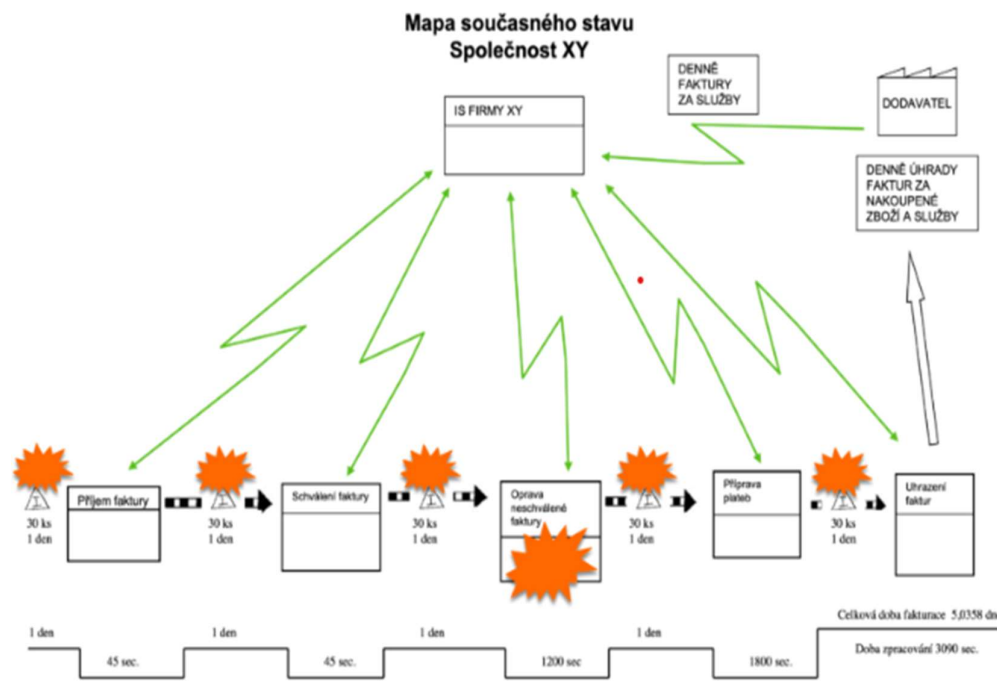 Mapa současného stavu
Společnost XY
DENNĚ
FAKTURY
ZA SLUŽBY
DODAVATEL
IS FIRMY XY
DENNĚ ÚHRADY
FAKTUR ZA
NAKOUPENÉ
ZBOŽÍ A SLUŽBY
I
30 ks
1 den
Příjem faktury
I
30 ks
1 den
Schválení faktury
I
30 ks
1 den
Oprava
neschválené
faktury
I
30 ks
1 den
Příprava
plateb
I
30 ks
1 den
Uhrazení
faktur
1 den
45 sec.
1 den
45 sec.
1 den
1200 sec
1 den
1800 sec.
Celková doba fakturace 5,0358 dn
Doba zpracování 3090 sec.